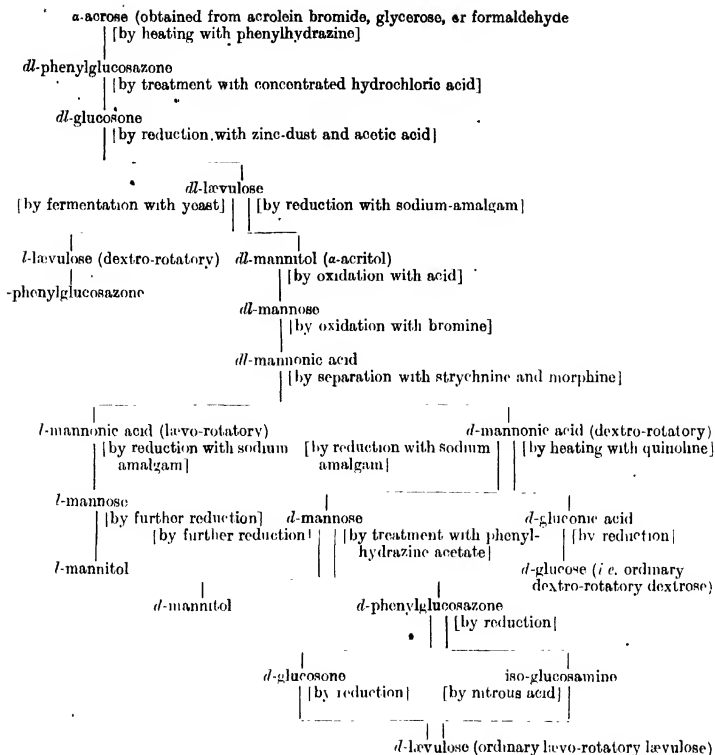 α-acrose (obtained from acrolein bromide, glycerose, or formaldehyde
[by heating with phenylhydrazine]
dl-phenylglucosazone
[by treatment with concentrated hydrochloric acid]
dl-glucosone
[by reduction with zinc-dust and acetic acid]
dl-lævulose
[by fermentation with yeast] [by reduction with sodium-amalgam]
l-lævulose (dextro-rotatory) dl-mannitol (α-acritol)
[by oxidation with acid]
-phenylglucosazone
dl-mannose
[by oxidation with bromine]
dl-mannonic acid
[by separation with strychnine and morphine]
l-mannonic acid (lævo-rotatory) d-mannonic acid (dextro-rotatory)
[by reduction with sodium amalgam] [by reduction with sodium amalgam] [by heating with quinoline]
l-mannose d-mannose d-gluconic acid
[by further reduction] [by further reduction] [by treatment with phenyl-hydrazine acetate] [by reduction]
l-mannitol d-glucose (i e. ordinary
dextro-rotatory dextrose)
d-mannitol d-phenylglucosazone
[by reduction]
d-glucosone iso-glucosamine
[by reduction] [by nitrous acid]
d-lævulose (ordinary lævo-rotatory lævulose)